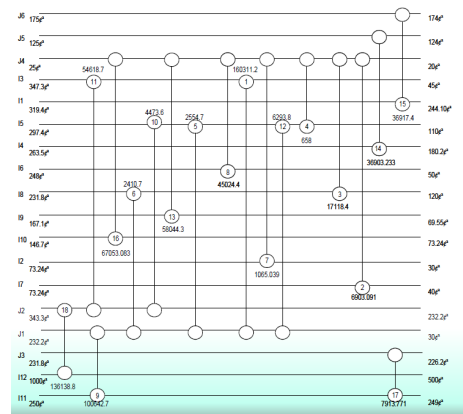 J6
175¢ª 174¢ª
J5
125¢ª 124¢ª
J4
25¢ª 20¢ª
I3 54618.7 160311.2
347.3¢ª 11 1 45¢ª
I1 15
319.4¢ª 4473.6 36917.4 244.10¢ª
I5 10 2554.7 5 6293.8 12 4
297.4¢ª 658 110¢ª
I4 14
263.5¢ª 36903.233 180.2¢ª
I6 8
248¢ª 45024.4 50¢ª
I8 2410.7 6 3
231.8¢ª 17118.4 120¢ª
I9 13
167.1¢ª 58044.3 69.55¢ª
I10 16
146.7¢ª 67053.083 73.24¢ª
I2 7
73.24¢ª 1065.039 30¢ª
I7 2
73.24¢ª 6903.091 40¢ª
J2 18
343.3¢ª 232.2¢ª
J1
232.2¢ª 30¢ª
J3
231.8¢ª 226.2¢ª
I12
1000¢ª 136138.8 500¢ª
I11 9 17
250¢ª 100642.7 7913.771 249¢ª